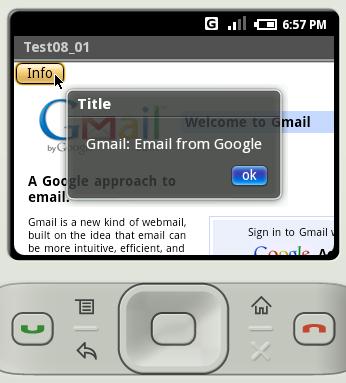 G 6:57 PM
Test08_01
Info
Title
Gmail
Welcome to Gmail
by Goog
Gmail: Email from Google
ok
A Google approach to
email.
Gmail is a new kind of webmail,
built on the idea that email can
be more intuitive, efficient, and
Sign in to Gmail w
Google Ac